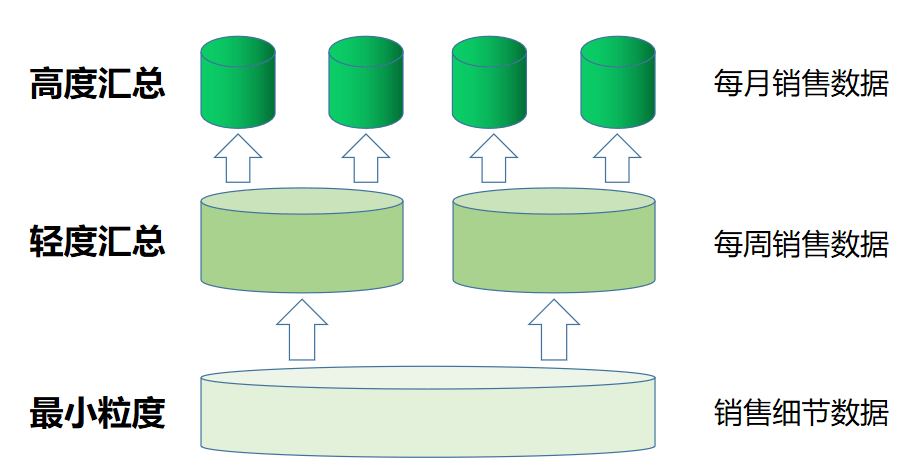 高度汇总
每月销售数据
轻度汇总
每周销售数据
最小粒度
销售细节数据